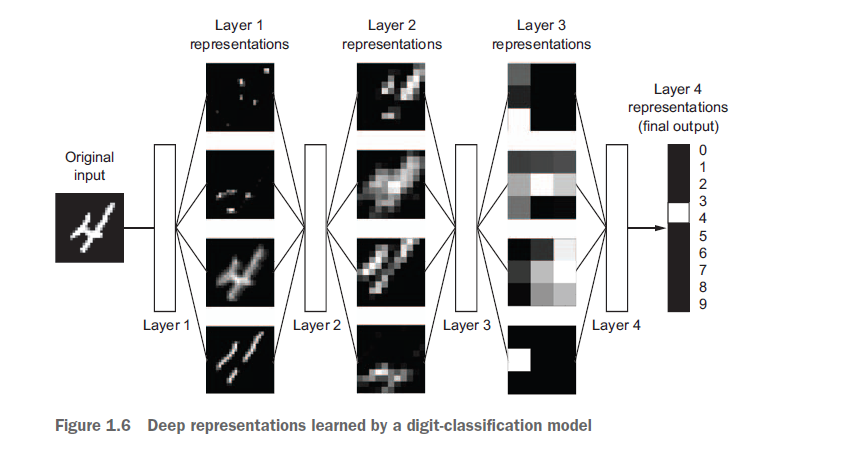 Layer 1
representations
Layer 2
representations
Layer 3
representations
Layer 4
representations
(final output)
Original
input
0
1
2
3
4
5
6
7
8
9
Layer 1
Layer 2
Layer 3
Layer 4
Figure 1.6 Deep representations learned by a digit-classification model